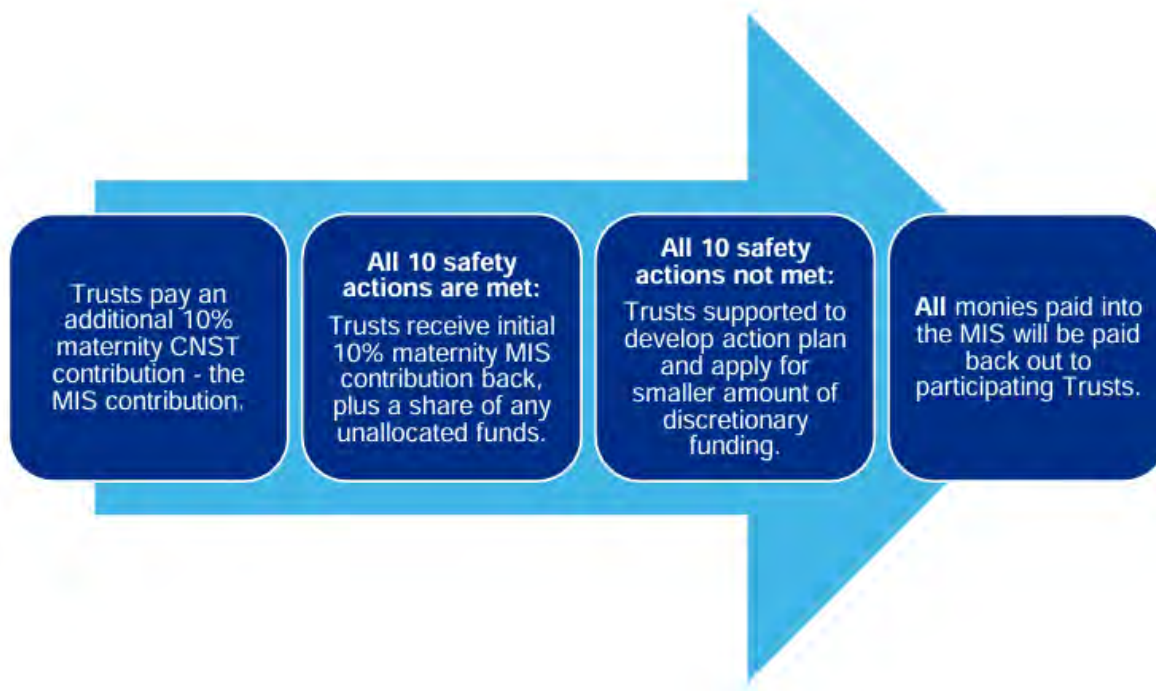 Trusts pay an
additional 10%
maternity CNST
contribution - the
MIS contribution.
All 10 safety
actions are met:
Trusts receive initial
10% maternity MIS
contribution back,
plus a share of any
unallocated funds.
All 10 safety
actions not met:
Trusts supported to
develop action plan
and apply for
smaller amount of
discretionary
funding.
All monies paid into
the MIS will be paid
back out to
participating Trusts.